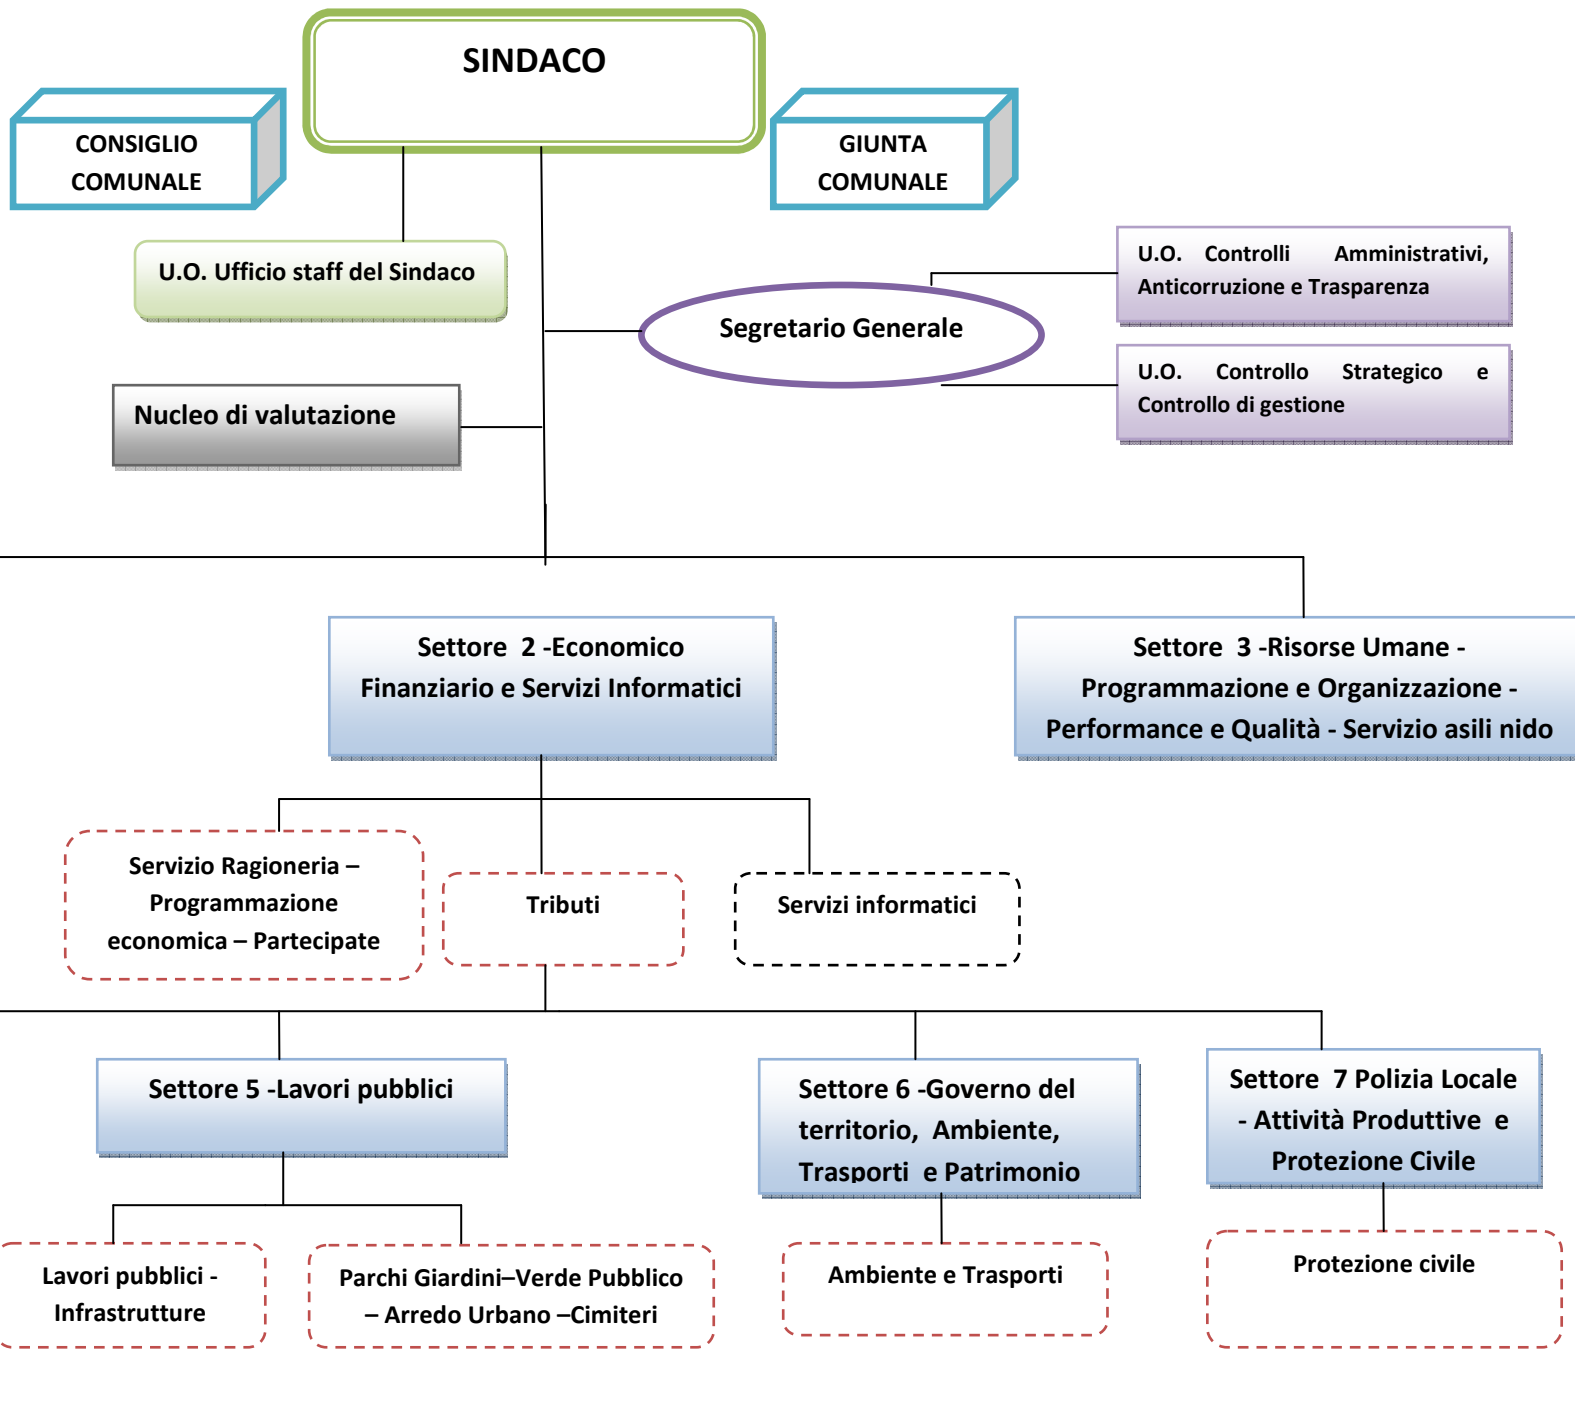 SINDACO
CONSIGLIO
COMUNALE
GIUNTA
COMUNALE
U.O. Ufficio staff del Sindaco
U.O. Controlli Amministrativi,
Anticorruzione e Trasparenza
Segretario Generale
U.O. Controllo Strategico e
Controllo di gestione
Nucleo di valutazione
Settore 2 -Economico
Finanziario e Servizi Informatici
Settore 3 -Risorse Umane -
Programmazione e Organizzazione -
Performance e Qualità - Servizio asili nido
Servizio Ragioneria –
Programmazione
economica – Partecipate
Tributi
Servizi informatici
Settore 5 -Lavori pubblici
Settore 6 -Governo del
territorio, Ambiente,
Trasporti e Patrimonio
Settore 7 Polizia Locale
- Attività Produttive e
Protezione Civile
Lavori pubblici -
Infrastrutture
Parchi Giardini–Verde Pubblico
– Arredo Urbano –Cimiteri
Ambiente e Trasporti
Protezione civile